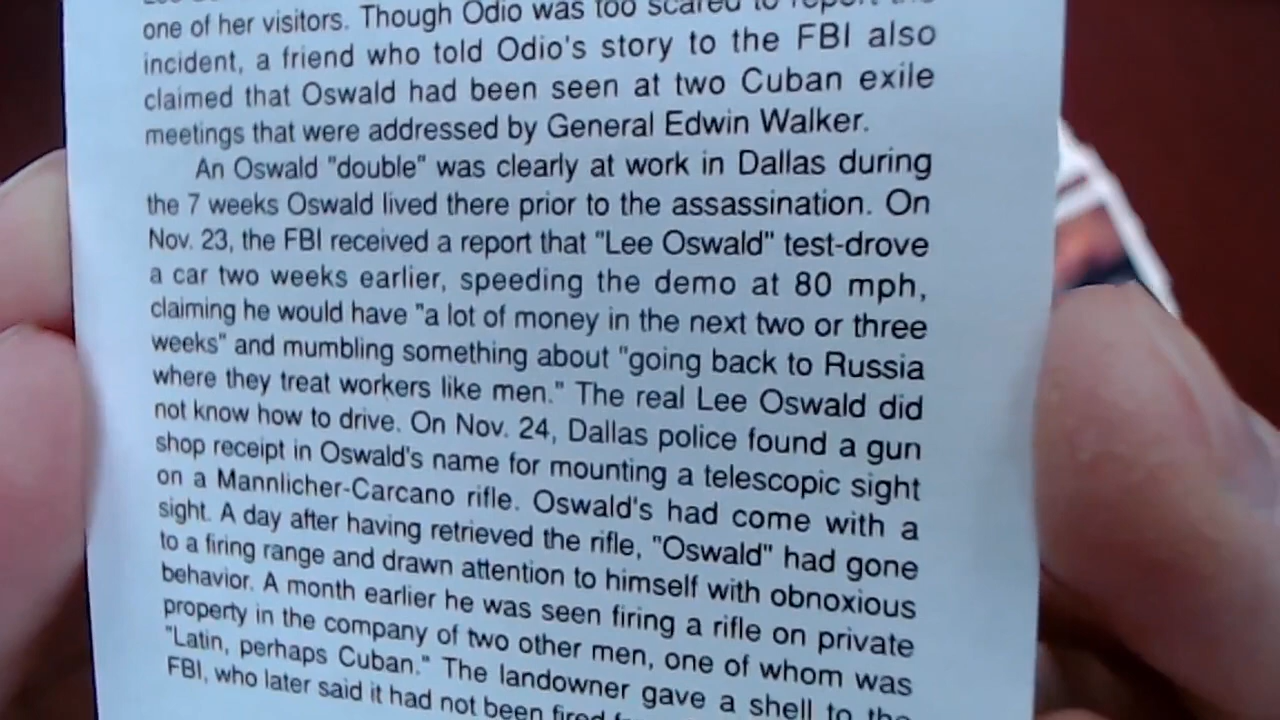 one of her visitors. Though Odio was too scared to report the
incident, a friend who told Odio's story to the FBI also
claimed that Oswald had been seen at two Cuban exile
meetings that were addressed by General Edwin Walker.
An Oswald "double" was clearly at work in Dallas during
the 7 weeks Oswald lived there prior to the assassination. On
Nov. 23, the FBI received a report that "Lee Oswald" test-drove
a car two weeks earlier, speeding the demo at 80 mph,
claiming he would have "a lot of money in the next two or three
weeks" and mumbling something about "going back to Russia
where they treat workers like men." The real Lee Oswald did
not know how to drive. On Nov. 24, Dallas police found a gun
shop receipt in Oswald's name for mounting a telescopic sight
on a Mannlicher-Carcano rifle. Oswald's had come with a
sight. A day after having retrieved the rifle, "Oswald" had gone
to a firing range and drawn attention to himself with obnoxious
behavior. A month earlier he was seen firing a rifle on private
property in the company of two other men, one of whom was
"Latin, perhaps Cuban." The landowner gave a shell to the
FBI, who later said it had not been fired